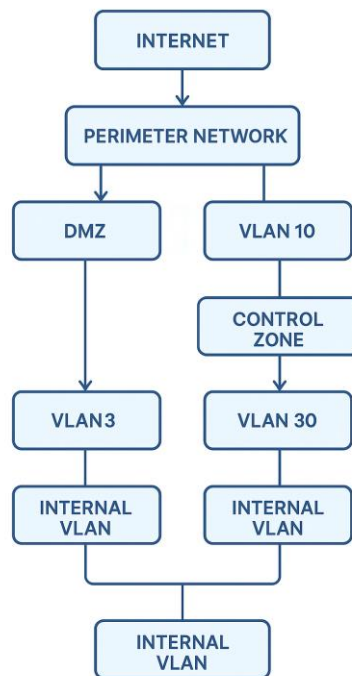 INTERNET
PERIMETER NETWORK
DMZ
VLAN 10
CONTROL
ZONE
VLAN3
VLAN 30
INTERNAL
VLAN
INTERNAL
VLAN
INTERNAL
VLAN